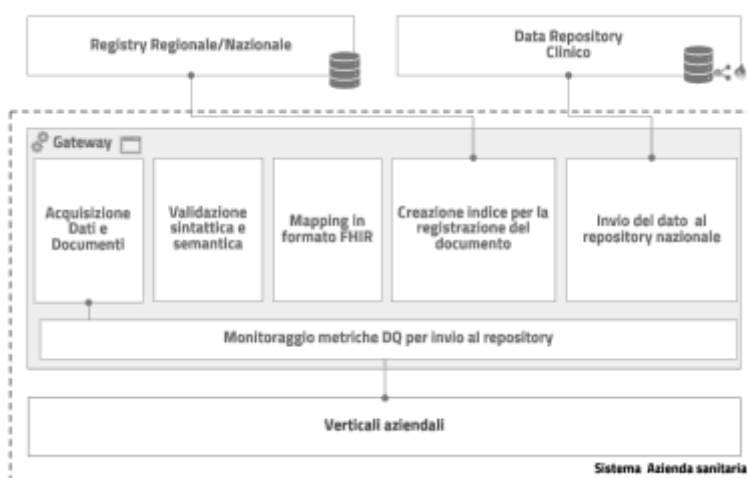 Registry Regionale/Nazionale
Data Repository
Clinico
Gateway
Acquisizione
Dati e
Documenti
Validazione
sintattica e
semantica
Mapping in
formato FHIR
Creazione indice per la
registrazione del
documento
Invio del dato al
repository nazionale
Monitoraggio metriche DQ per invio al repository
Verticali aziendali
Sistema Azienda sanitaria